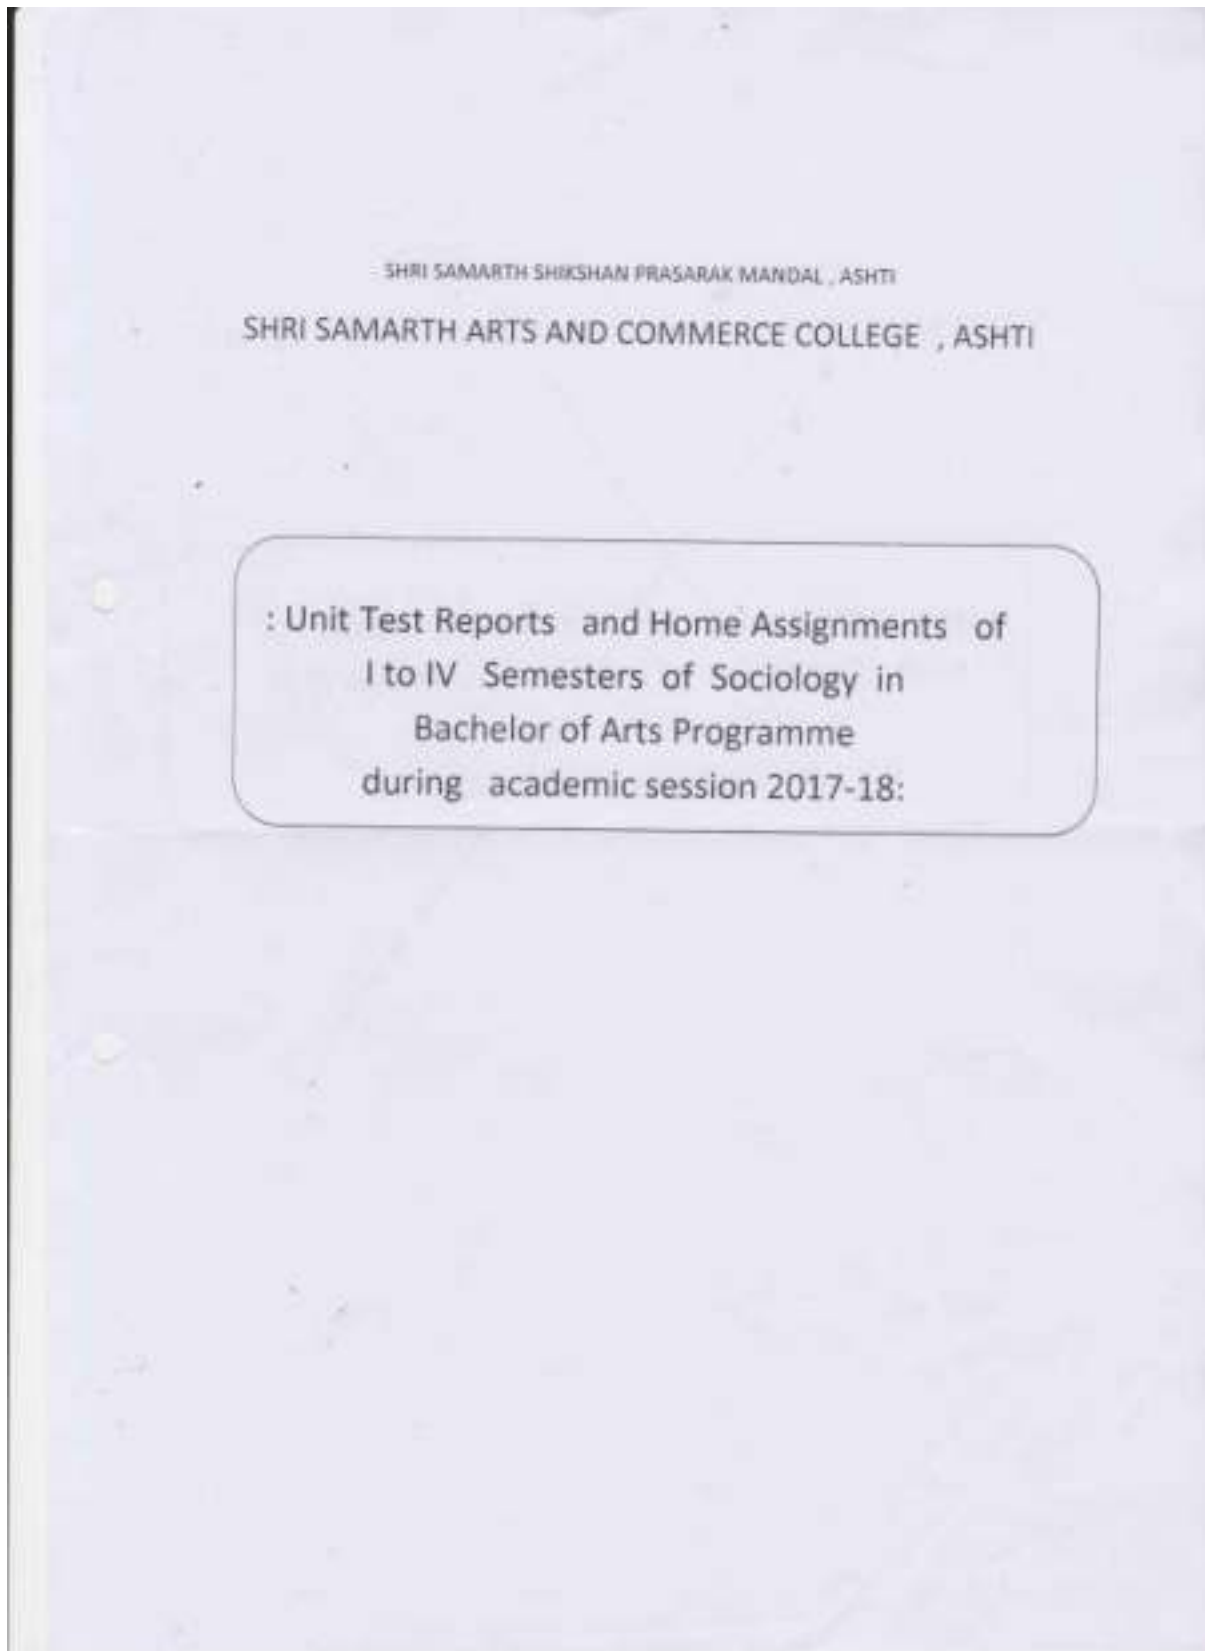 SHRI SAMARTH SHIKSHAN PRASARAK MANDAL , ASHTI
SHRI SAMARTH ARTS AND COMMERCE COLLEGE , ASHTI
: Unit Test Reports and Home Assignments of
I to IV Semesters of Sociology in
Bachelor of Arts Programme
during academic session 2017-18: